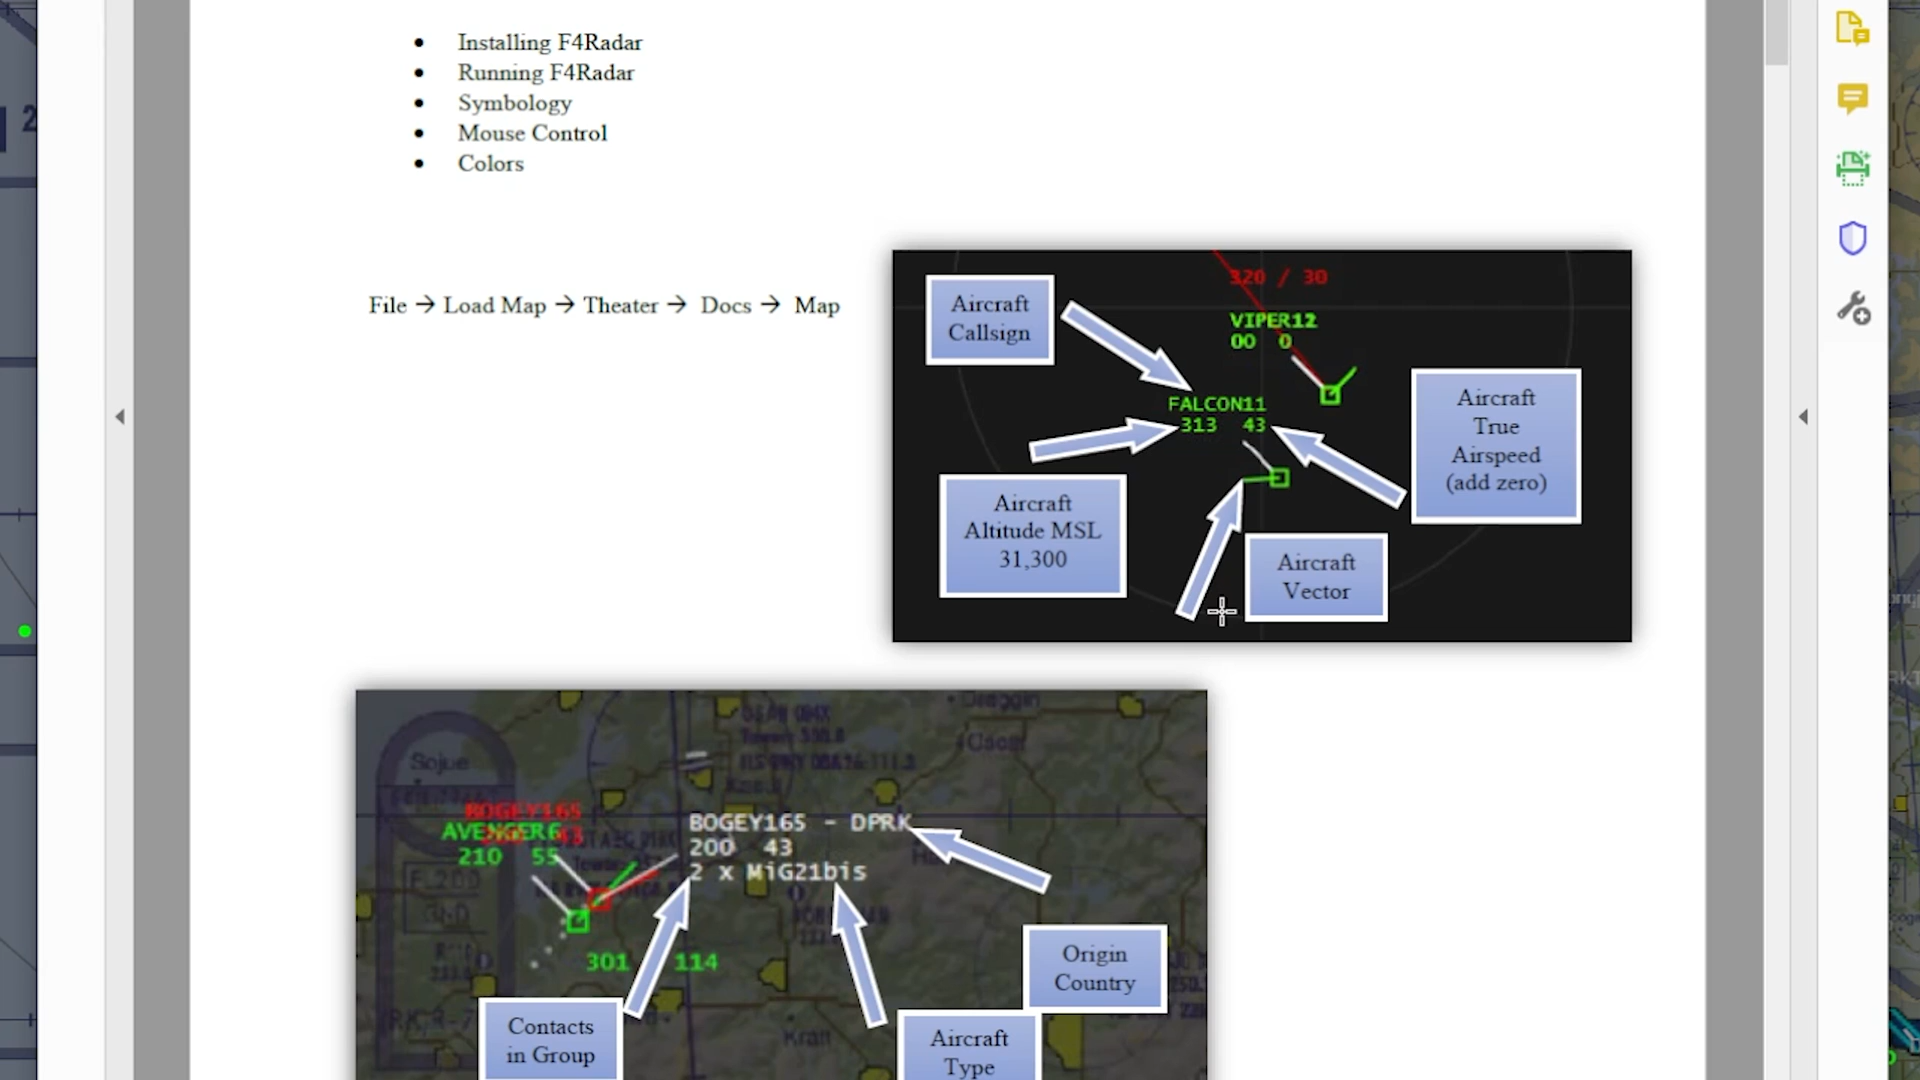 2
Installing F4Radar
Running F4Radar
Symbology
Mouse Control
Colors
File → Load Map → Theater → Docs → Map
320 / 30
Aircraft
Callsign
VIPER12
00 0
FALCON11
313 43
Aircraft
True
Airspeed
(add zero)
Aircraft
Altitude MSL
31,300
Aircraft
Vector
Sojue
BOGEY165
AVENGER6
210 55
BOGEY165 - DPRK
200 43
2 x MiG21bis
301 114
Origin
Country
Contacts
in Group
Aircraft
Type